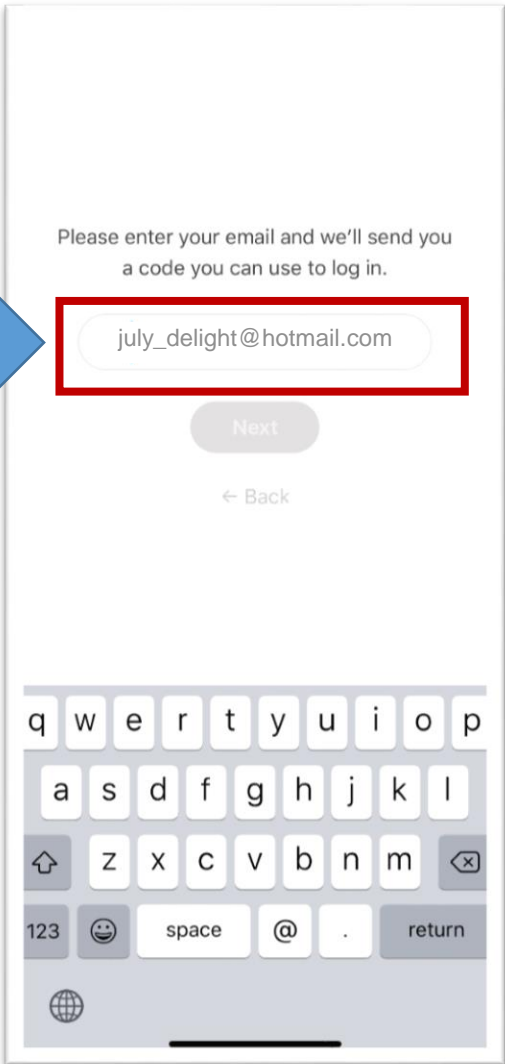 Please enter your email and we'll send you
a code you can use to log in.
july_delight@hotmail.com
Next
← Back
q w e r t y u i o p
a s d f g h j k l
z x c v b n m
123 space @ . return